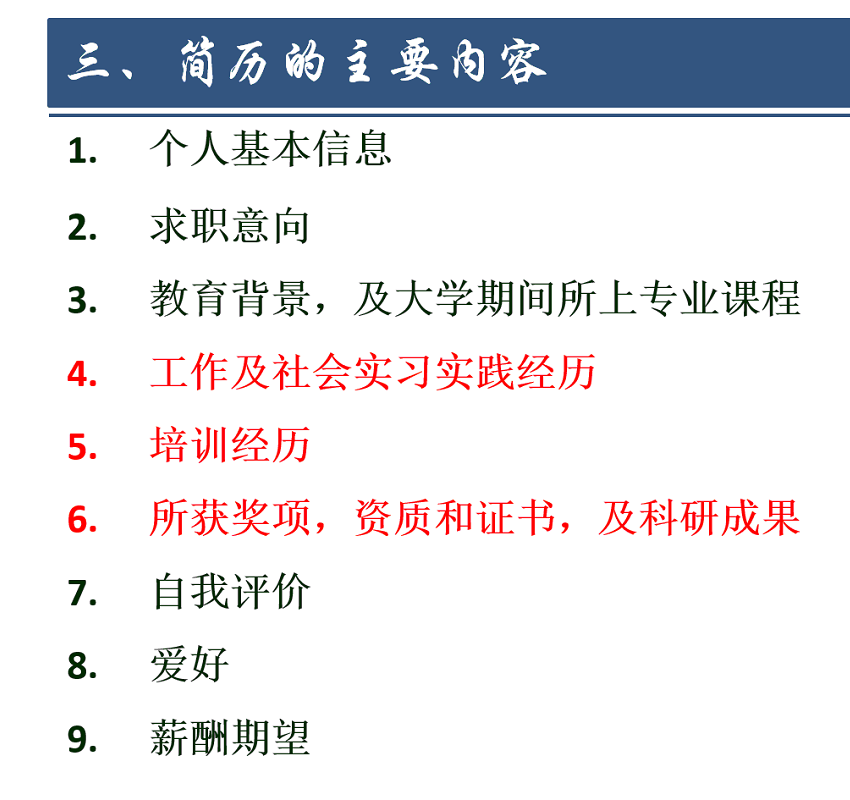 三、简历的主要内容
1. 个人基本信息
2. 求职意向
3. 教育背景，及大学期间所上专业课程
4. 工作及社会实习实践经历
5. 培训经历
6. 所获奖项，资质和证书，及科研成果
7. 自我评价
8. 爱好
9. 薪酬期望